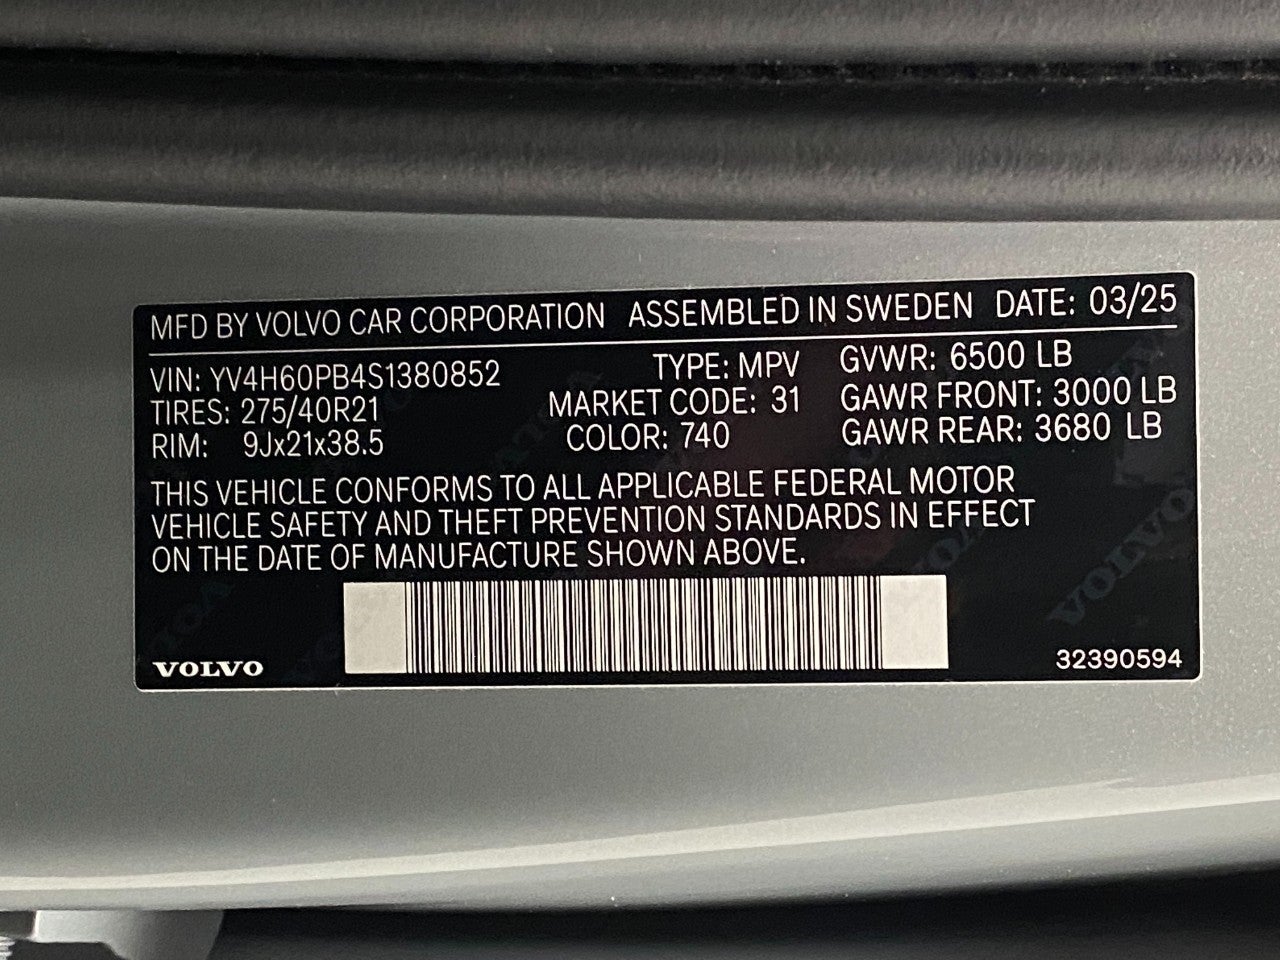 MFD BY VOLVO CAR CORPORATION ASSEMBLED IN SWEDEN DATE: 03/25
VIN: YV4H60PB4S1380852 TYPE: MPV GVWR: 6500 LB
TIRES: 275/40R21 MARKET CODE: 31 GAWR FRONT: 3000 LB
RIM: 9Jx21x38.5 COLOR: 740 GAWR REAR: 3680 LB
THIS VEHICLE CONFORMS TO ALL APPLICABLE FEDERAL MOTOR
VEHICLE SAFETY AND THEFT PREVENTION STANDARDS IN EFFECT
ON THE DATE OF MANUFACTURE SHOWN ABOVE.
VOLVO 32390594